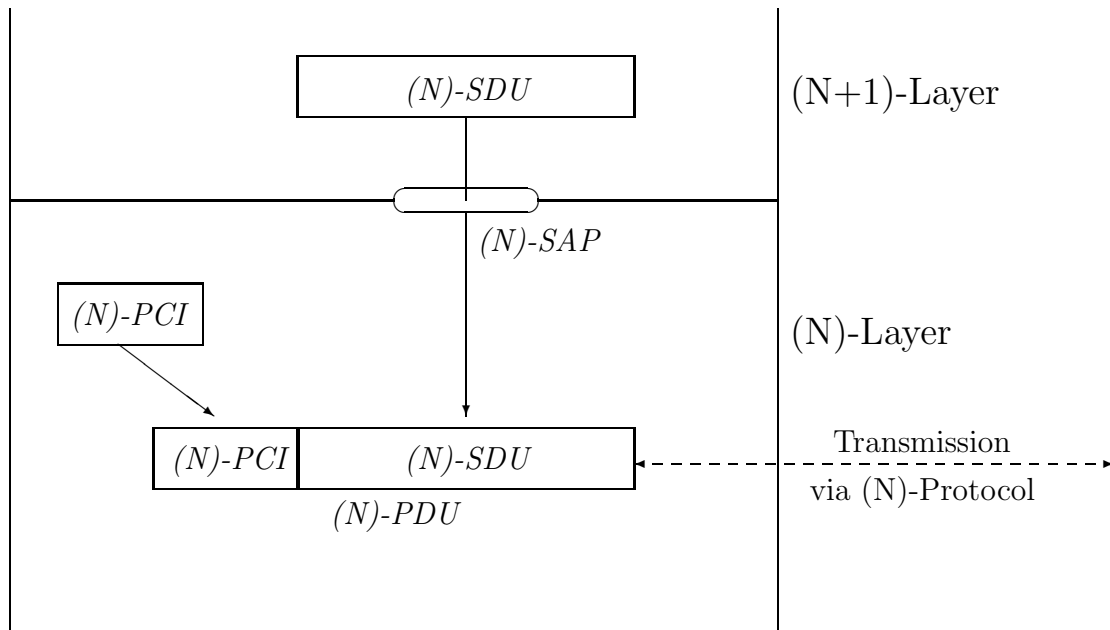 (N)-SDU
(N+1)-Layer
(N)-SAP
(N)-PCI
(N)-Layer
(N)-PCI
(N)-SDU
Transmission
via (N)-Protocol
(N)-PDU